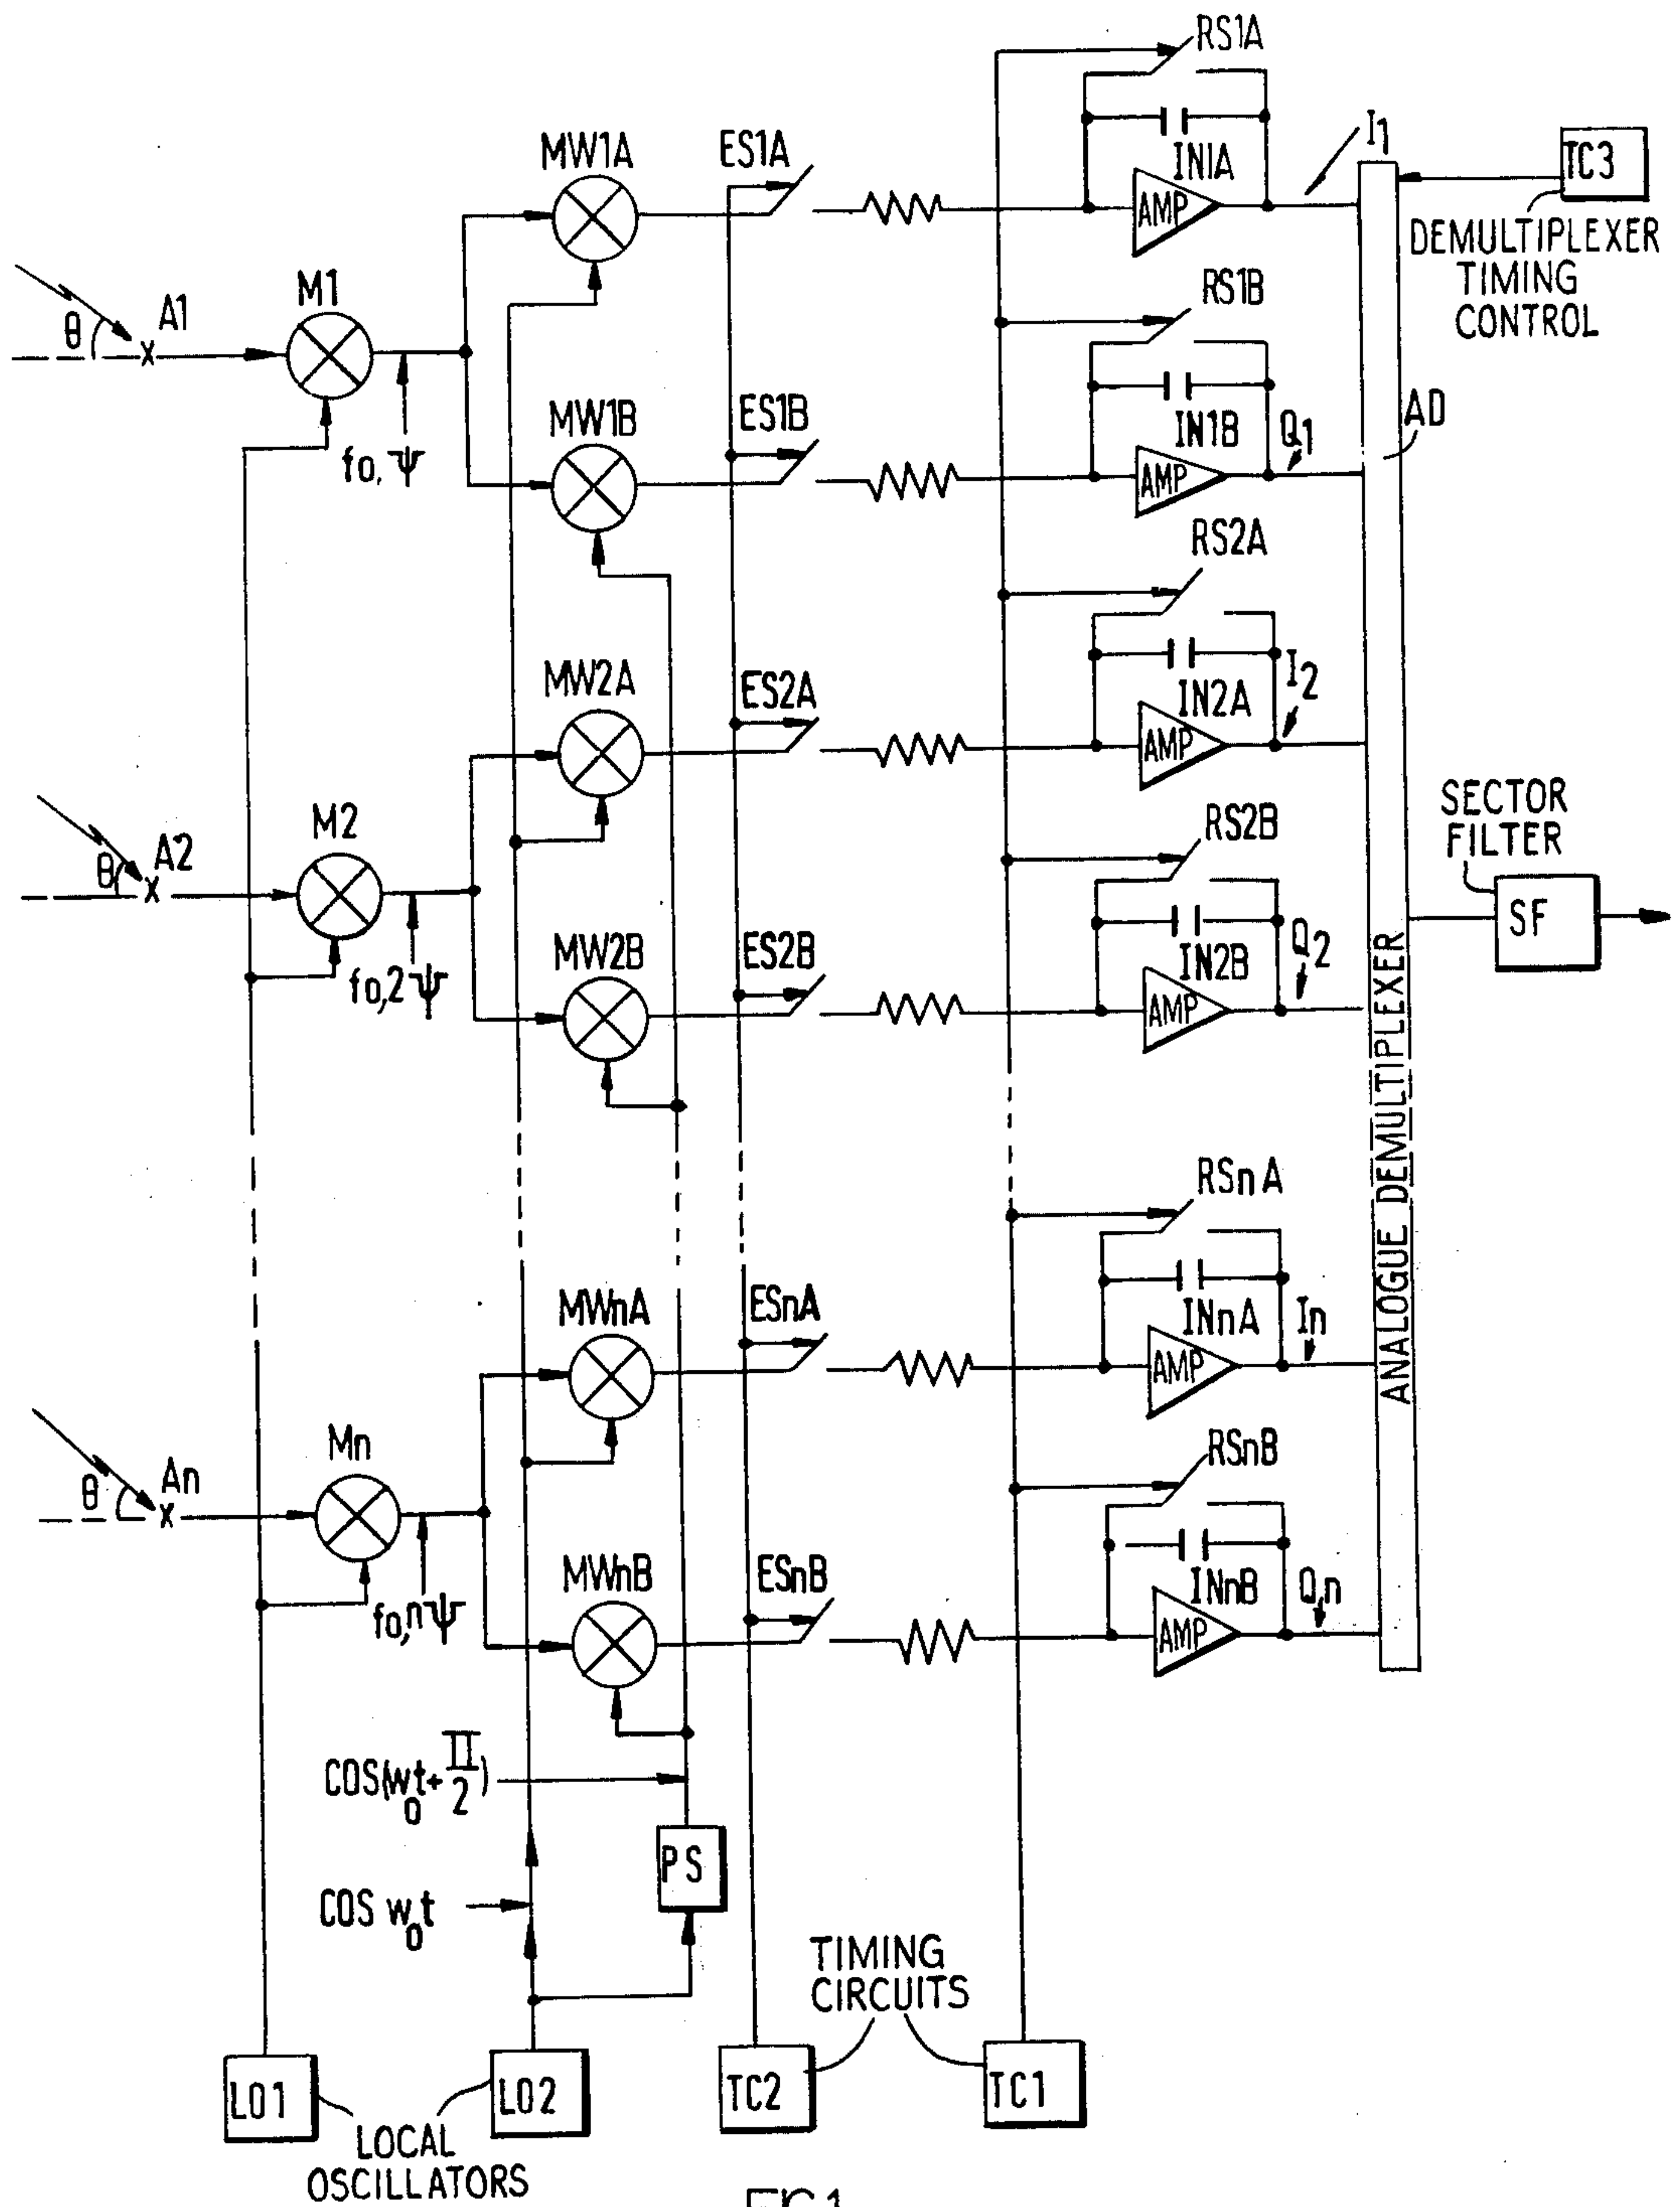 RS1A
I1
MW1A
ES1A
IN1A
AMP
TC3
DEMULTIPLEXER
TIMING
CONTROL
θ
A1
M1
fo, ψ
RS1B
MW1B
ES1B
IN1B
Q1
AMP
AD
RS2A
MW2A
ES2A
IN2A
I2
AMP
SECTOR
FILTER
SF
θ
A2
M2
fo,2ψ
RS2B
MW2B
ES2B
IN2B
Q2
AMP
ANALOGUE DEMULTIPLEXER
RSnA
MWnA
ESnA
INnA
In
AMP
θ
An
Mn
fo,nψ
RSnB
MWnB
ESnB
INnB
Qn
AMP
COS(w0t+π/2)
PS
COS w0t
TIMING
CIRCUITS
LO1
LO2
TC2
TC1
LOCAL
OSCILLATORS